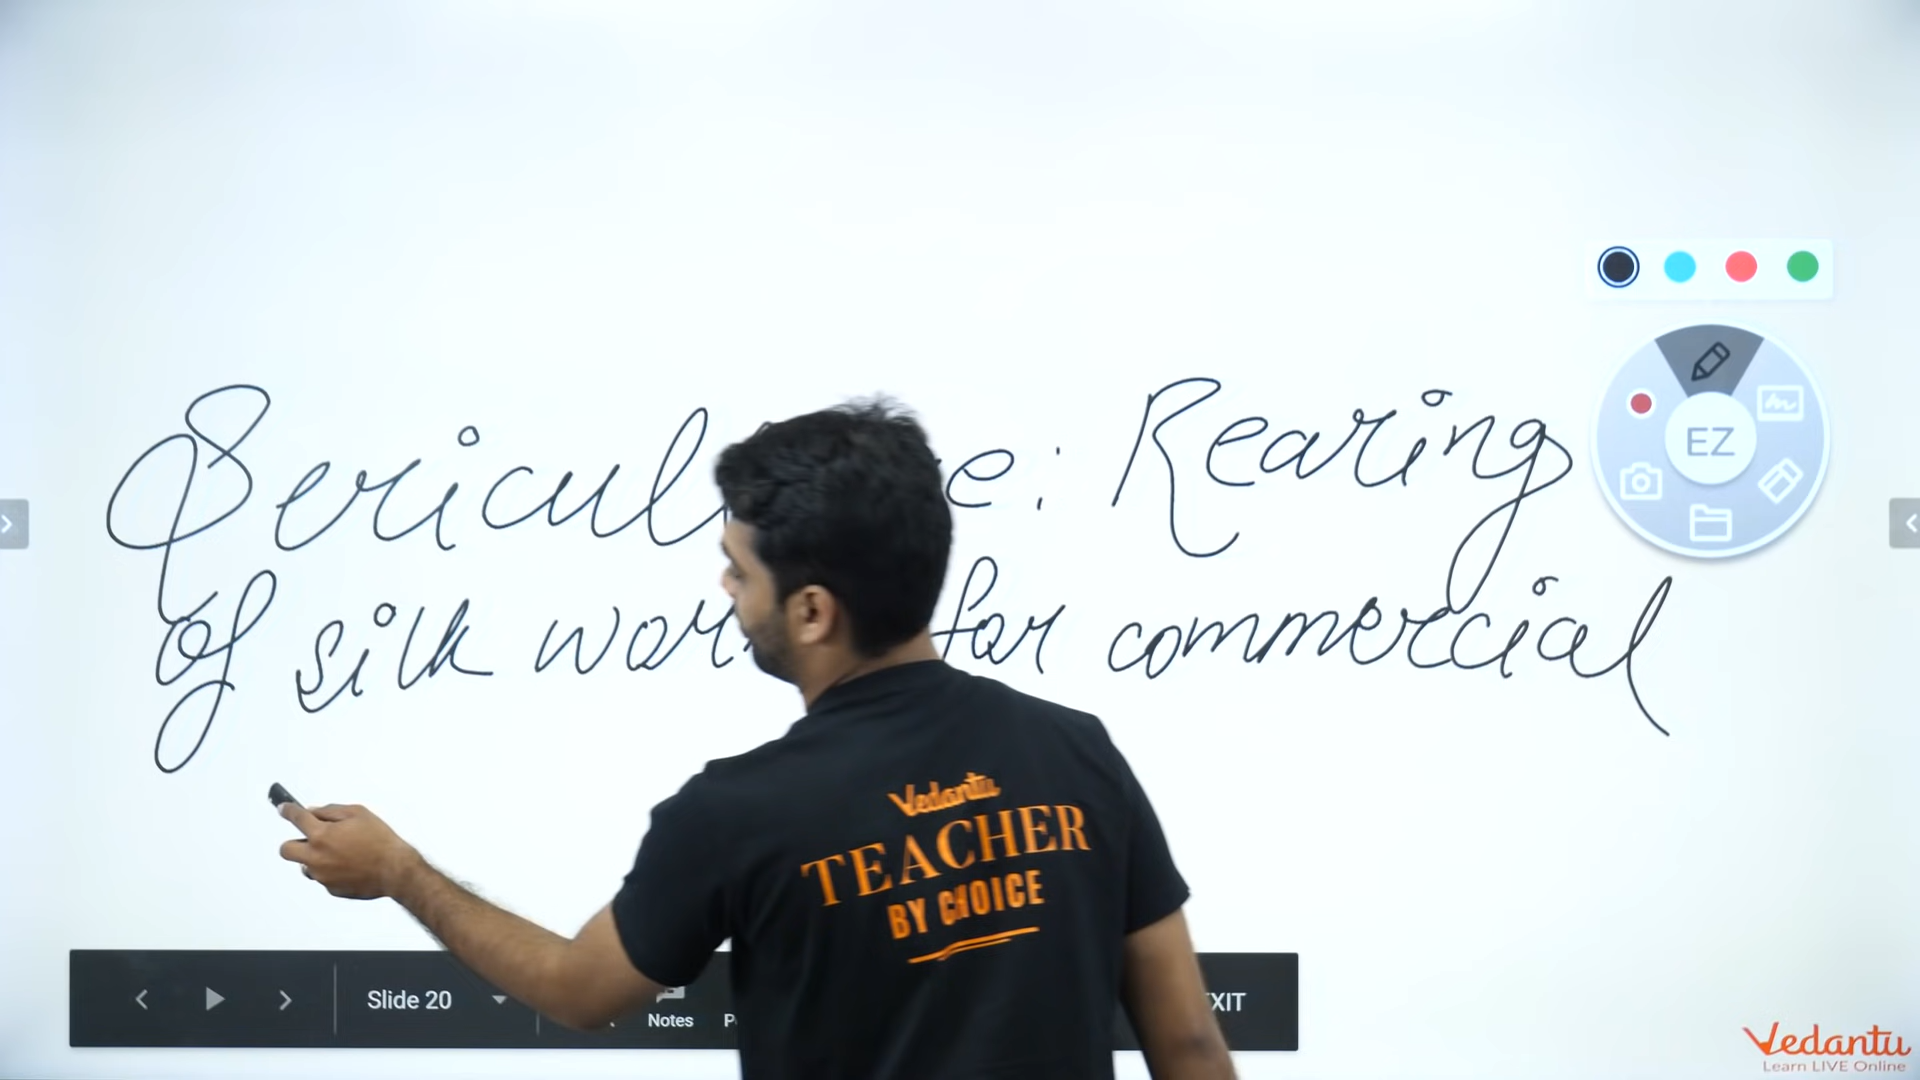 Sericul e: Rearing
of silk wor for commercial
EZ
Vedantu
TEACHER
BY CHOICE
Slide 20
Notes
EXIT
Vedantu
Learn LIVE Online